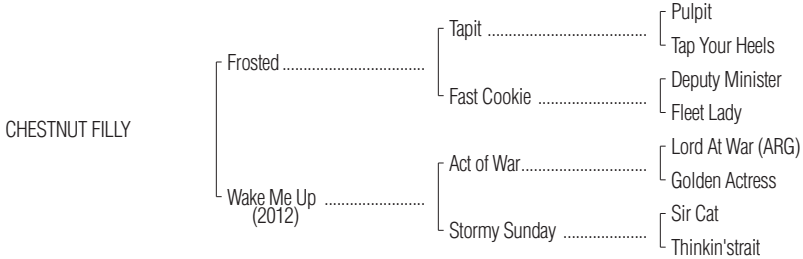 Pulpit
Tapit ......................................
Tap Your Heels
Frosted ..................................
Deputy Minister
Fast Cookie ..........................
Fleet Lady
CHESTNUT FILLY
Lord At War (ARG)
Act of War..............................
Golden Actress
Wake Me Up ........................
(2012)
Sir Cat
Stormy Sunday ....................
Thinkin'strait